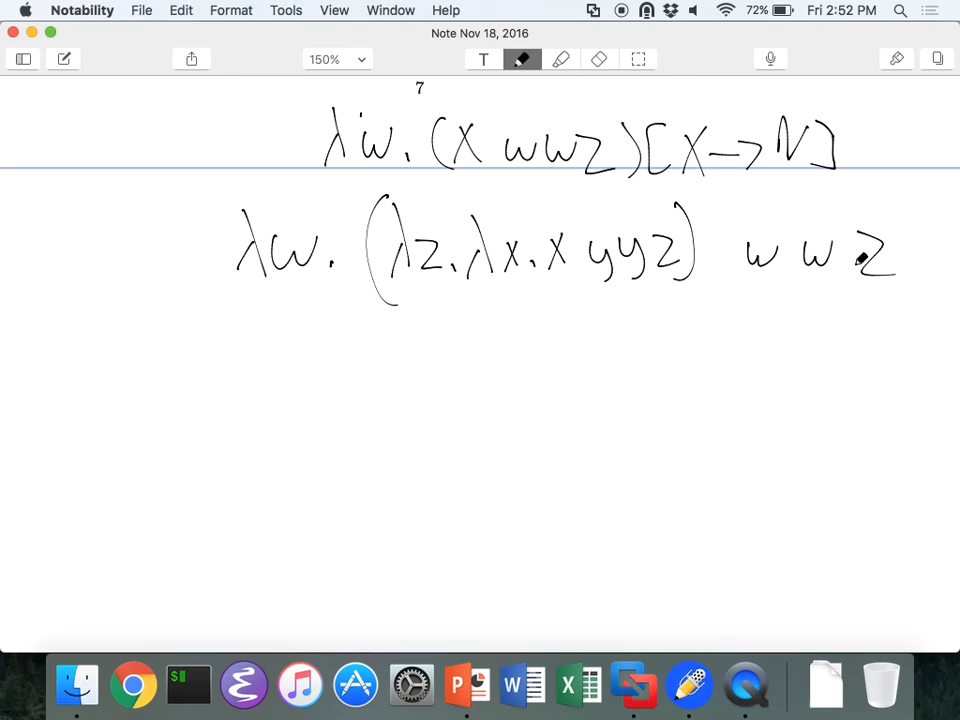 Notability File Edit Format Tools View Window Help 72% Fri 2:52 PM
Note Nov 18, 2016
150% T
7
λw. (x w w z) [x → N]
λw. (λz. λx. x y y z) w w z
$
P W X